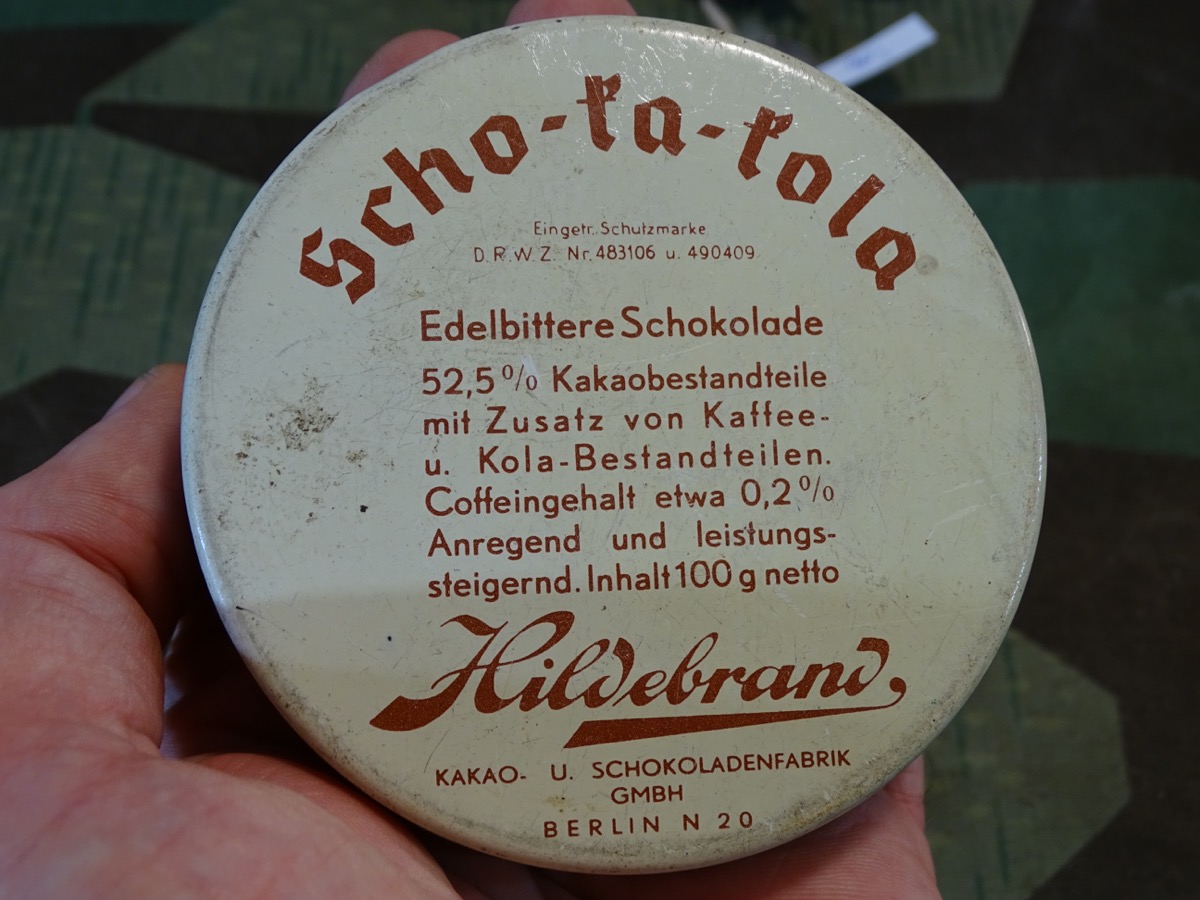 Scho-ka-kola
Eingetr. Schutzmarke
D.R.W.Z. Nr. 483106 u. 490409
Edelbittere Schokolade
52,5% Kakaobestandteile
mit Zusatz von Kaffee-
u. Kola-Bestandteilen.
Coffeingehalt etwa 0,2%
Anregend und leistungs-
steigernd. Inhalt 100 g netto
Hildebrand
KAKAO- U. SCHOKOLADENFABRIK
GMBH
BERLIN N 20